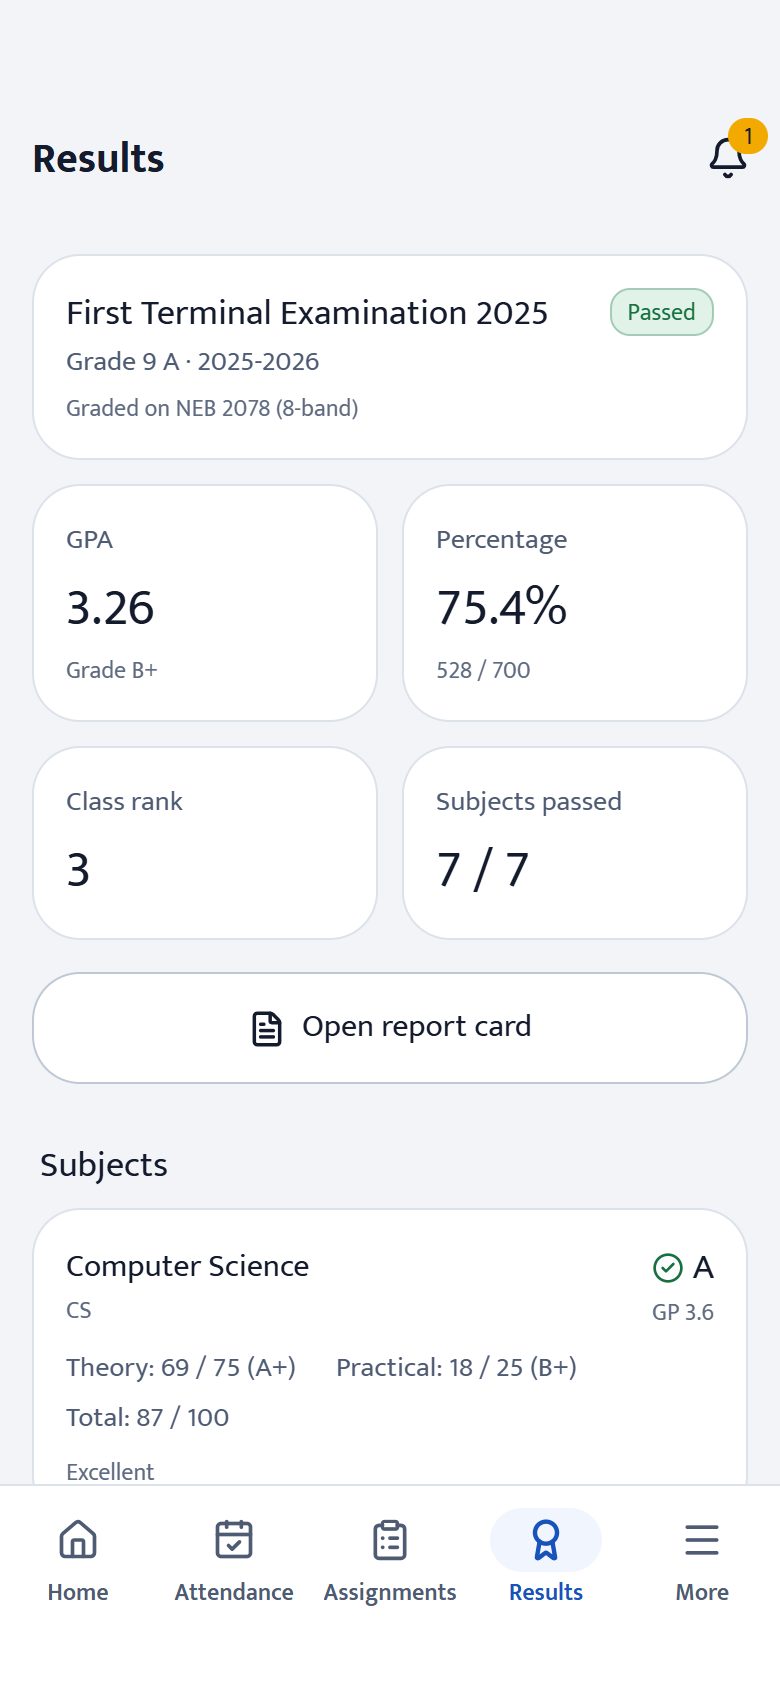 Results
1
First Terminal Examination 2025
Passed
Grade 9 A · 2025-2026
Graded on NEB 2078 (8-band)
GPA
3.26
Grade B+
Percentage
75.4%
528 / 700
Class rank
3
Subjects passed
7 / 7
Open report card
Subjects
Computer Science
A
CS
GP 3.6
Theory: 69 / 75 (A+)
Practical: 18 / 25 (B+)
Total: 87 / 100
Excellent
Home
Attendance
Assignments
Results
More